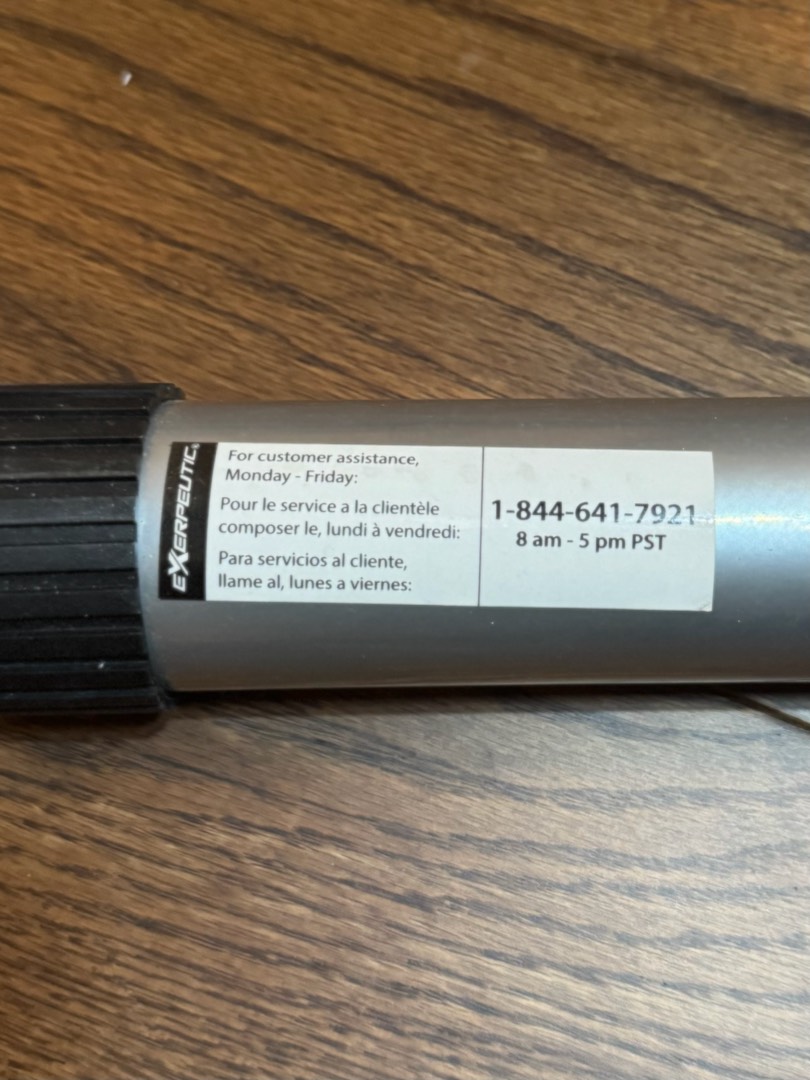 EXERPEUTIC®
For customer assistance,
Monday - Friday:
Pour le service a la clientèle
composer le, lundi à vendredi:
Para servicios al cliente,
llame al, lunes a viernes:
1-844-641-7921
8 am - 5 pm PST